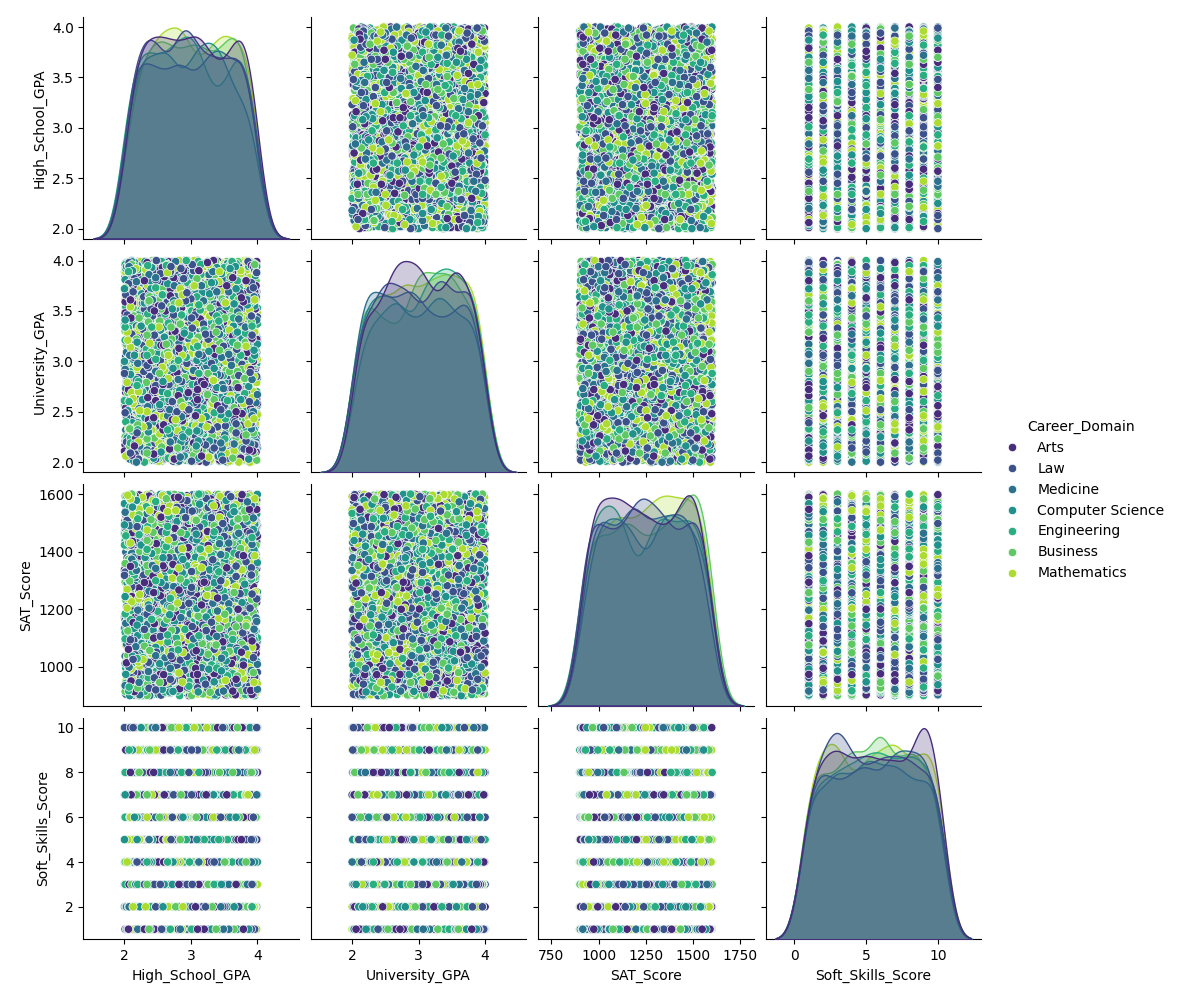 4.0
3.5
3.0
2.5
2.0
High_School_GPA
4.0
3.5
3.0
2.5
2.0
University_GPA
1600
1400
1200
1000
SAT_Score
10
8
6
4
2
Soft_Skills_Score
2 3 4
High_School_GPA
2 3 4
University_GPA
750 1000 1250 1500 1750
SAT_Score
0 5 10
Soft_Skills_Score
Career_Domain
Arts
Law
Medicine
Computer Science
Engineering
Business
Mathematics